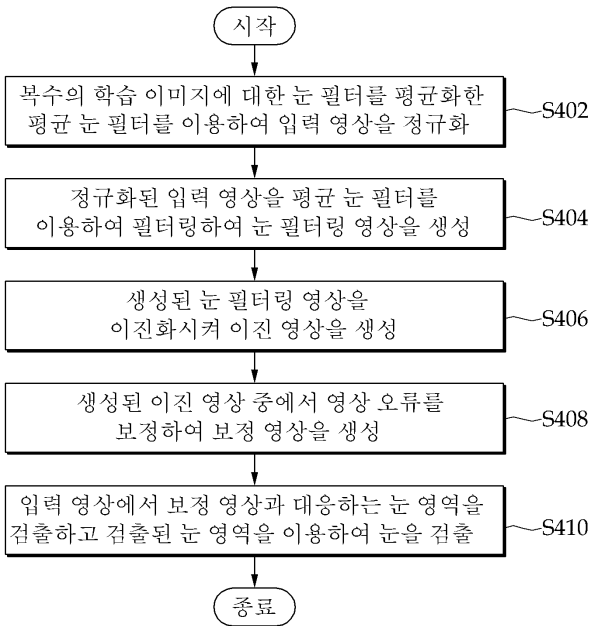 시작
복수의 학습 이미지에 대한 눈 필터를 평균화한
평균 눈 필터를 이용하여 입력 영상을 정규화
S402
정규화된 입력 영상을 평균 눈 필터를
이용하여 필터링하여 눈 필터링 영상을 생성
S404
생성된 눈 필터링 영상을
이진화시켜 이진 영상을 생성
S406
생성된 이진 영상 중에서 영상 오류를
보정하여 보정 영상을 생성
S408
입력 영상에서 보정 영상과 대응하는 눈 영역을
검출하고 검출된 눈 영역을 이용하여 눈을 검출
S410
종료